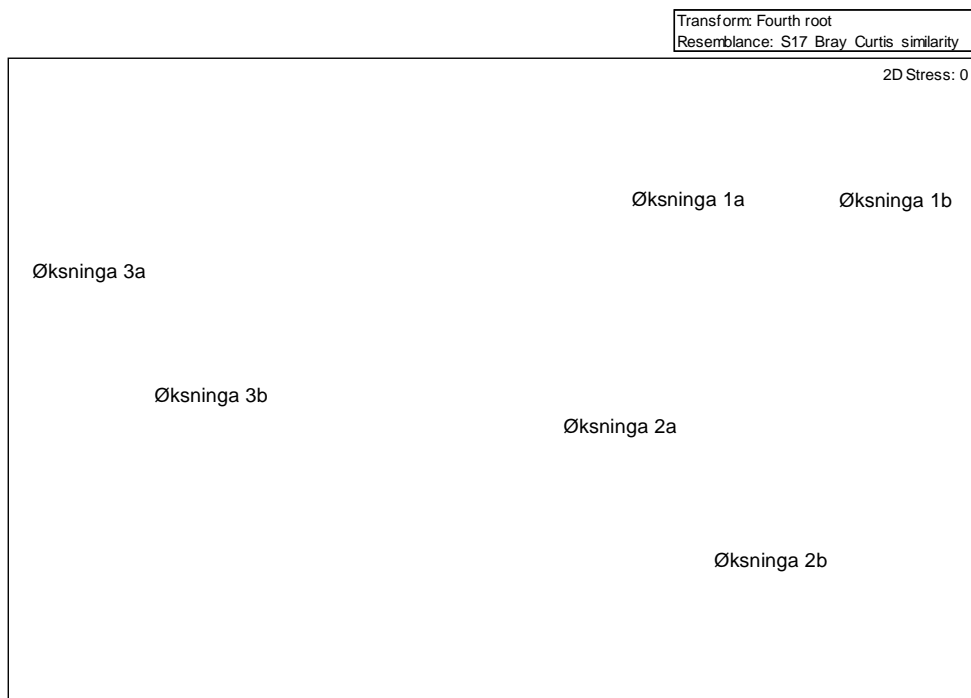 Transform: Fourth root
Resemblance: S17 Bray Curtis similarity
2D Stress: 0
Øksninga 1a
Øksninga 1b
Øksninga 3a
Øksninga 3b
Øksninga 2a
Øksninga 2b